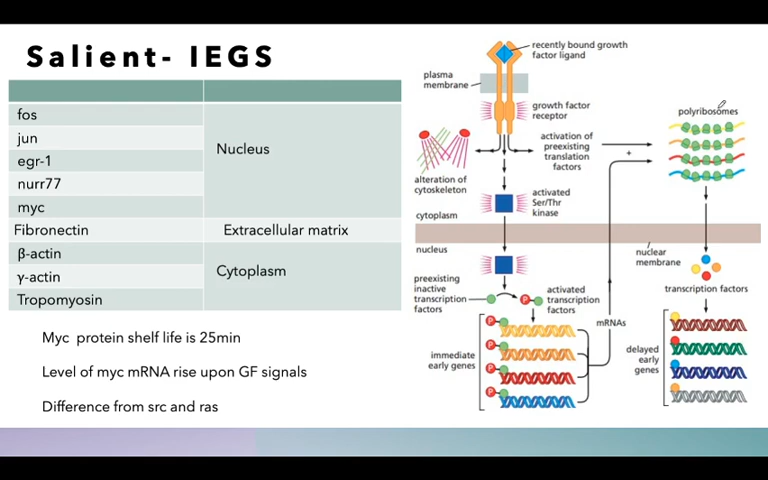 Salient- IEGS
fos
jun
egr-1
nurr77
myc
Nucleus
Fibronectin
Extracellular matrix
β-actin
γ-actin
Tropomyosin
Cytoplasm
Myc protein shelf life is 25min
Level of myc mRNA rise upon GF signals
Difference from src and ras
recently bound growth
factor ligand
plasma
membrane
growth factor
receptor
activation of
preexisting
translation
factors
+
polyribosomes
alteration of
cytoskeleton
activated
Ser/Thr
kinase
cytoplasm
nucleus
nuclear
membrane
preexisting
inactive
transcription
factors
P
activated
transcription
factors
transcription factors
mRNAs
immediate
early genes
P
P
P
P
delayed
early
genes